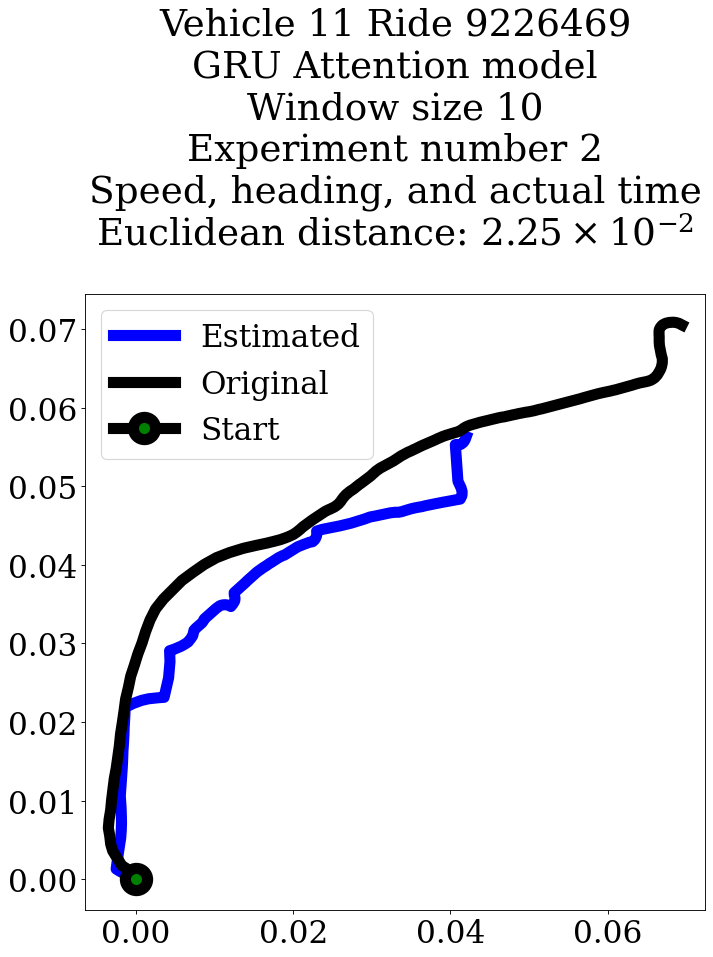 Vehicle 11 Ride 9226469
GRU Attention model
Window size 10
Experiment number 2
Speed, heading, and actual time
Euclidean distance: 2.25 × 10⁻²
Estimated
Original
Start
0.07
0.06
0.05
0.04
0.03
0.02
0.01
0.00
0.00 0.02 0.04 0.06